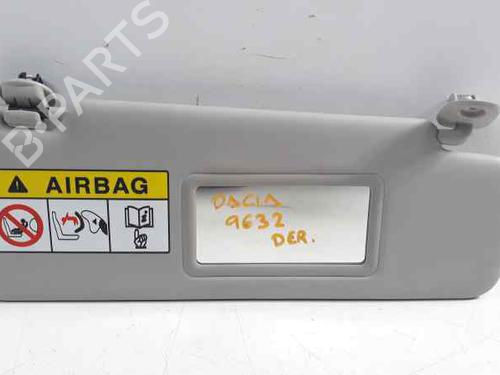 B-PARTS
AIRBAG
DACIA
9632
DER.